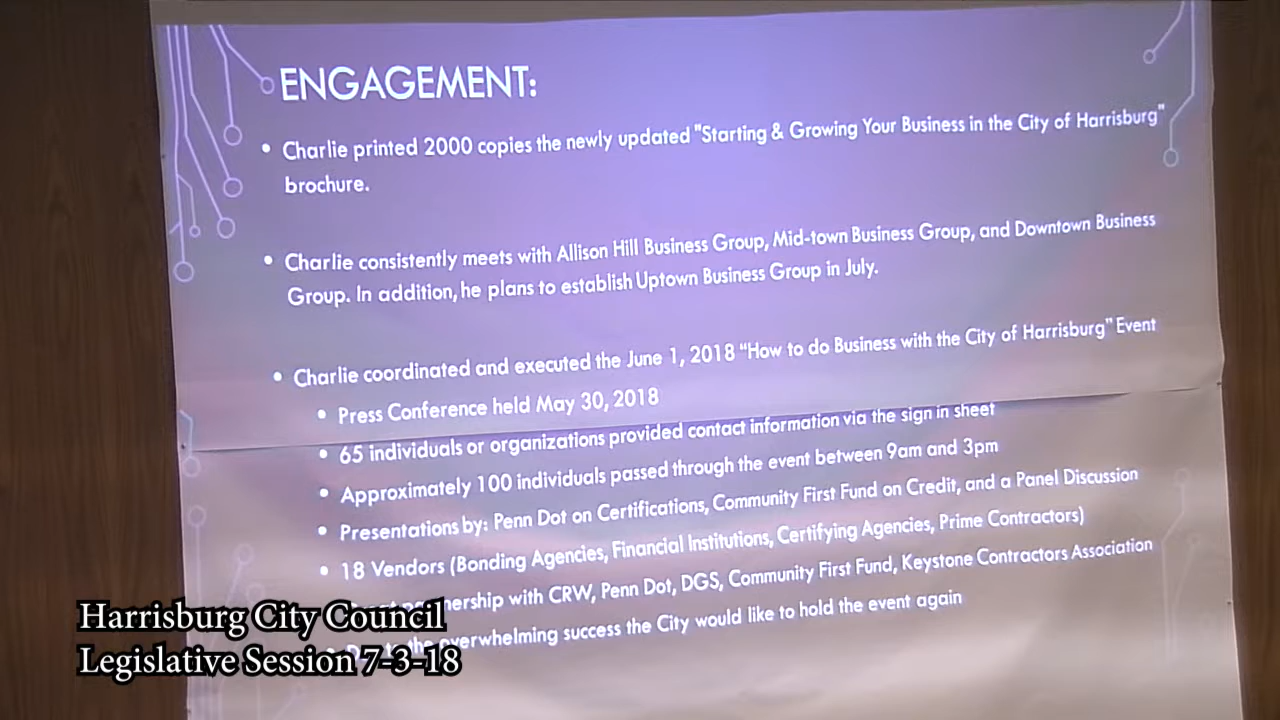 ENGAGEMENT:
• Charlie printed 2000 copies the newly updated "Starting & Growing Your Business in the City of Harrisburg"
brochure.
• Charlie consistently meets with Allison Hill Business Group, Mid-town Business Group, and Downtown Business
Group. In addition, he plans to establish Uptown Business Group in July.
• Charlie coordinated and executed the June 1, 2018 “How to do Business with the City of Harrisburg” Event
• Press Conference held May 30, 2018
• 65 individuals or organizations provided contact information via the sign in sheet
• Approximately 100 individuals passed through the event between 9am and 3pm
• Presentations by: Penn Dot on Certifications, Community First Fund on Credit, and a Panel Discussion
• 18 Vendors (Bonding Agencies, Financial Institutions, Certifying Agencies, Prime Contractors)
with CRW, Penn Dot, DGS, Community First Fund, Keystone Contractors Association
the overwhelming success the City would like to hold the event again
Harrisburg City Council
Legislative Session 7-3-18